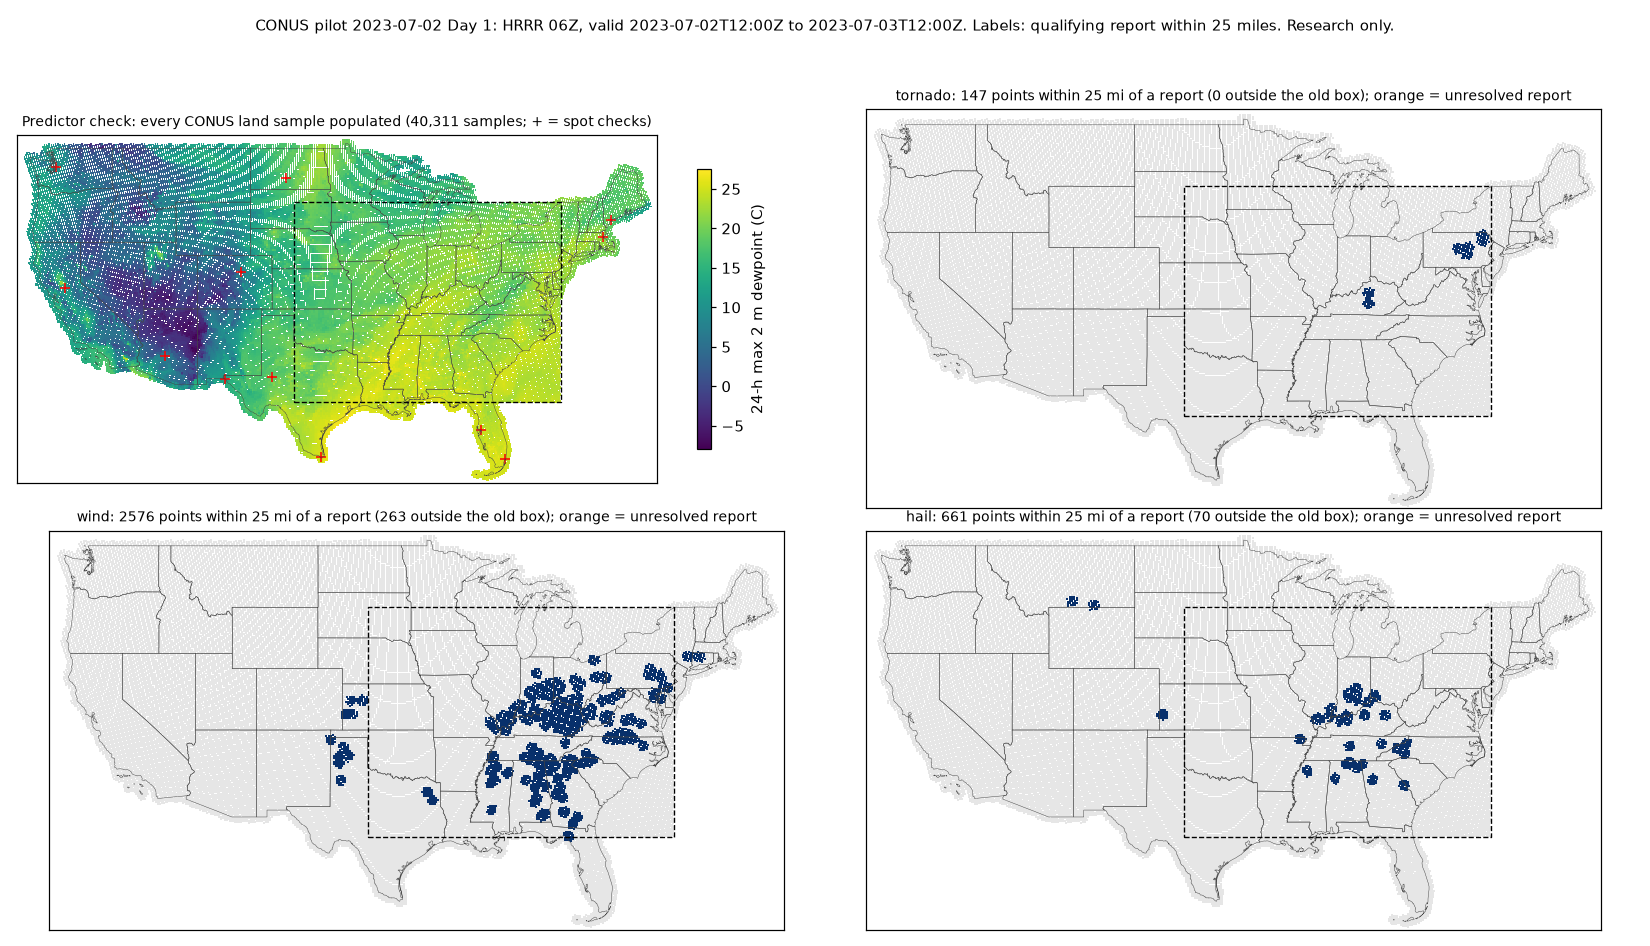 CONUS pilot 2023-07-02 Day 1: HRRR 06Z, valid 2023-07-02T12:00Z to 2023-07-03T12:00Z. Labels: qualifying report within 25 miles. Research only.
Predictor check: every CONUS land sample populated (40,311 samples; + = spot checks)
25
20
15
10
5
0
−5
24-h max 2 m dewpoint (C)
tornado: 147 points within 25 mi of a report (0 outside the old box); orange = unresolved report
wind: 2576 points within 25 mi of a report (263 outside the old box); orange = unresolved report
hail: 661 points within 25 mi of a report (70 outside the old box); orange = unresolved report